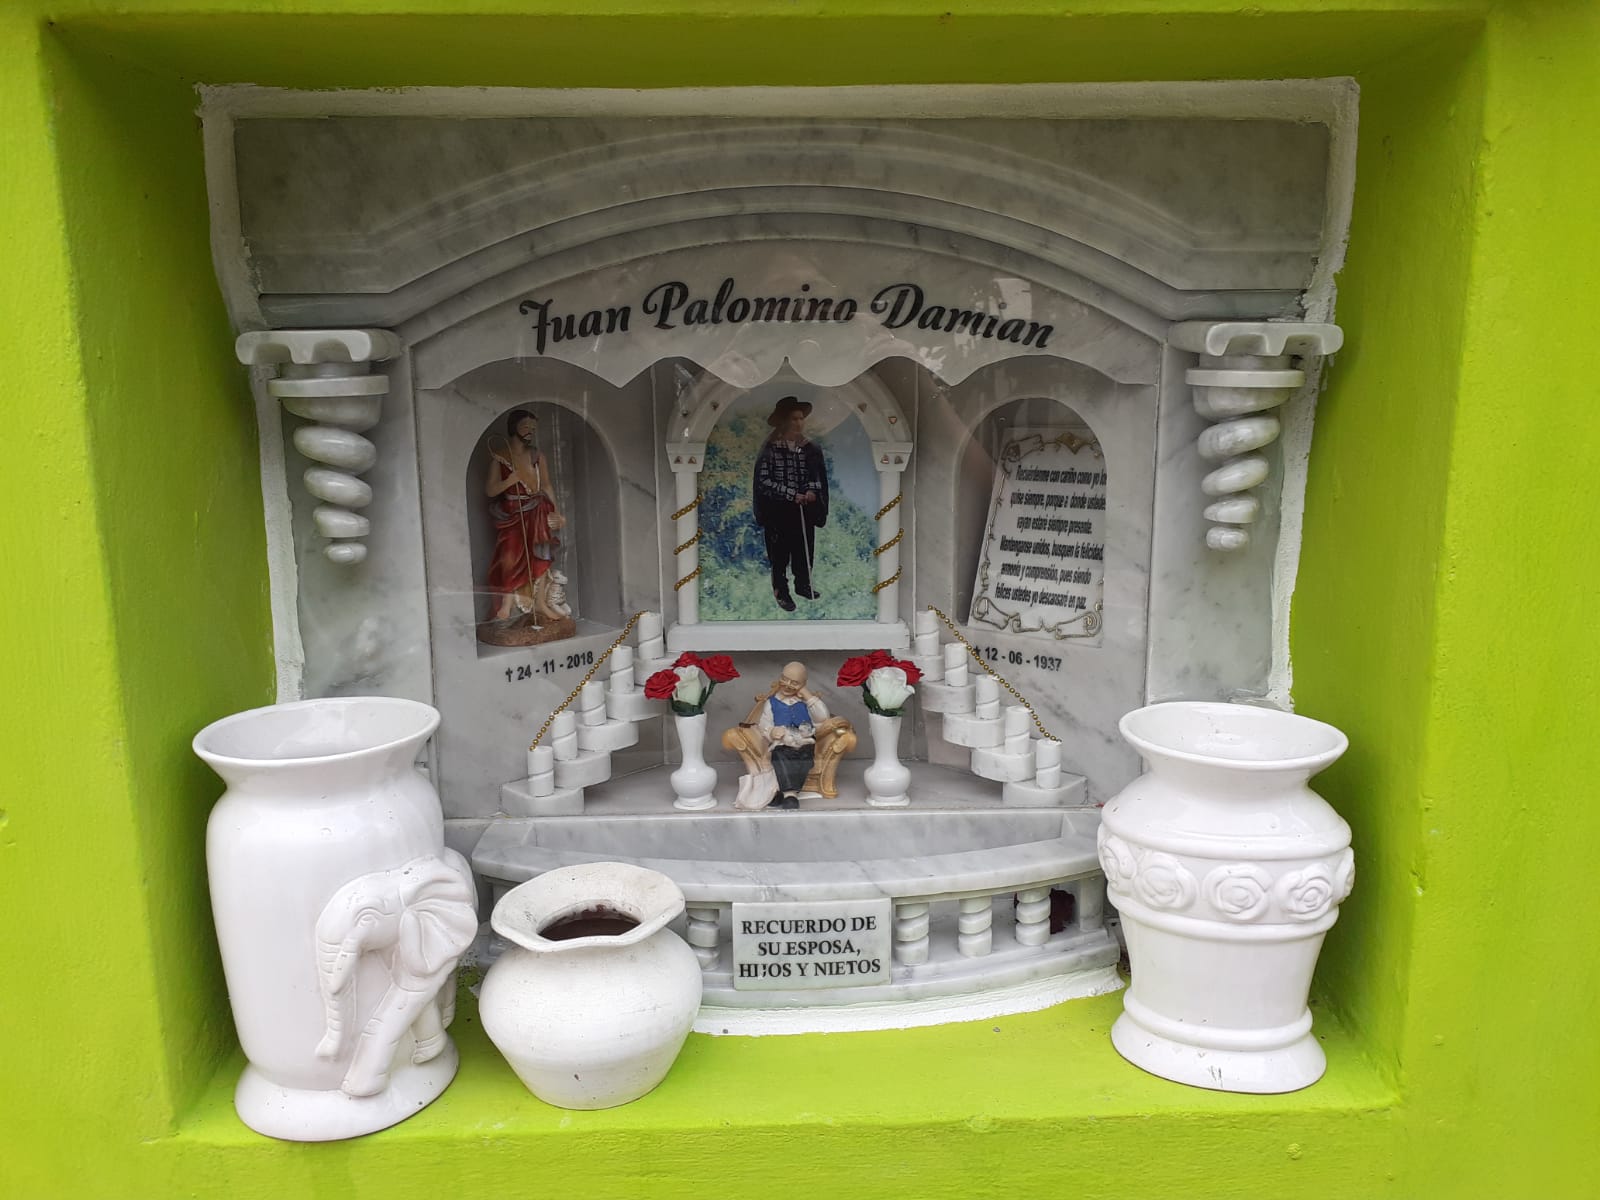 Juan Palomino Damian
Recuérdenme con cariño como yo los
quise siempre, porque a donde ustedes
vayan estaré siempre presente.
Mantenganse unidos, busquen la felicidad,
armonía y comprensión, pues siendo
felices ustedes yo descansaré en paz.
✝ 24 - 11 - 2018
✝ 12 - 06 - 1937
RECUERDO DE
SU ESPOSA,
HIJOS Y NIETOS